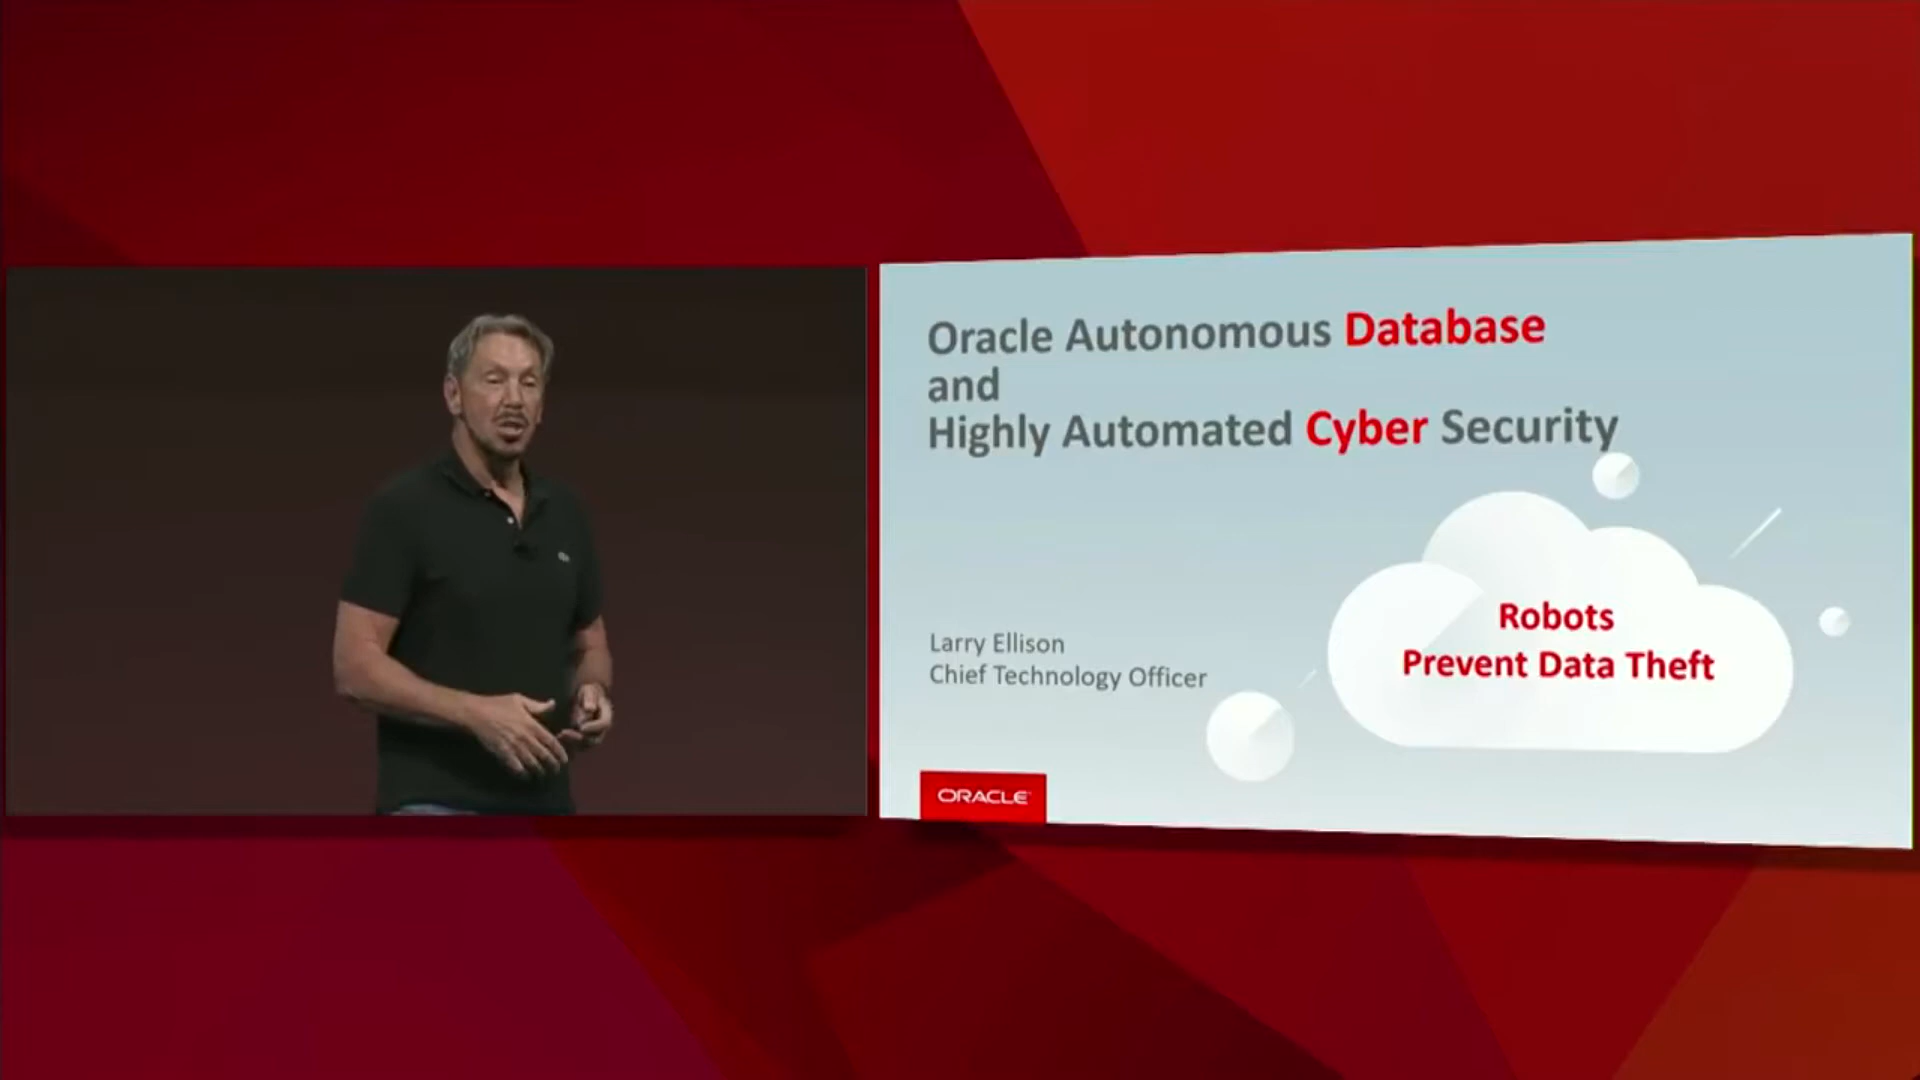 Oracle Autonomous Database
and
Highly Automated Cyber Security
Robots
Prevent Data Theft
Larry Ellison
Chief Technology Officer
ORACLE